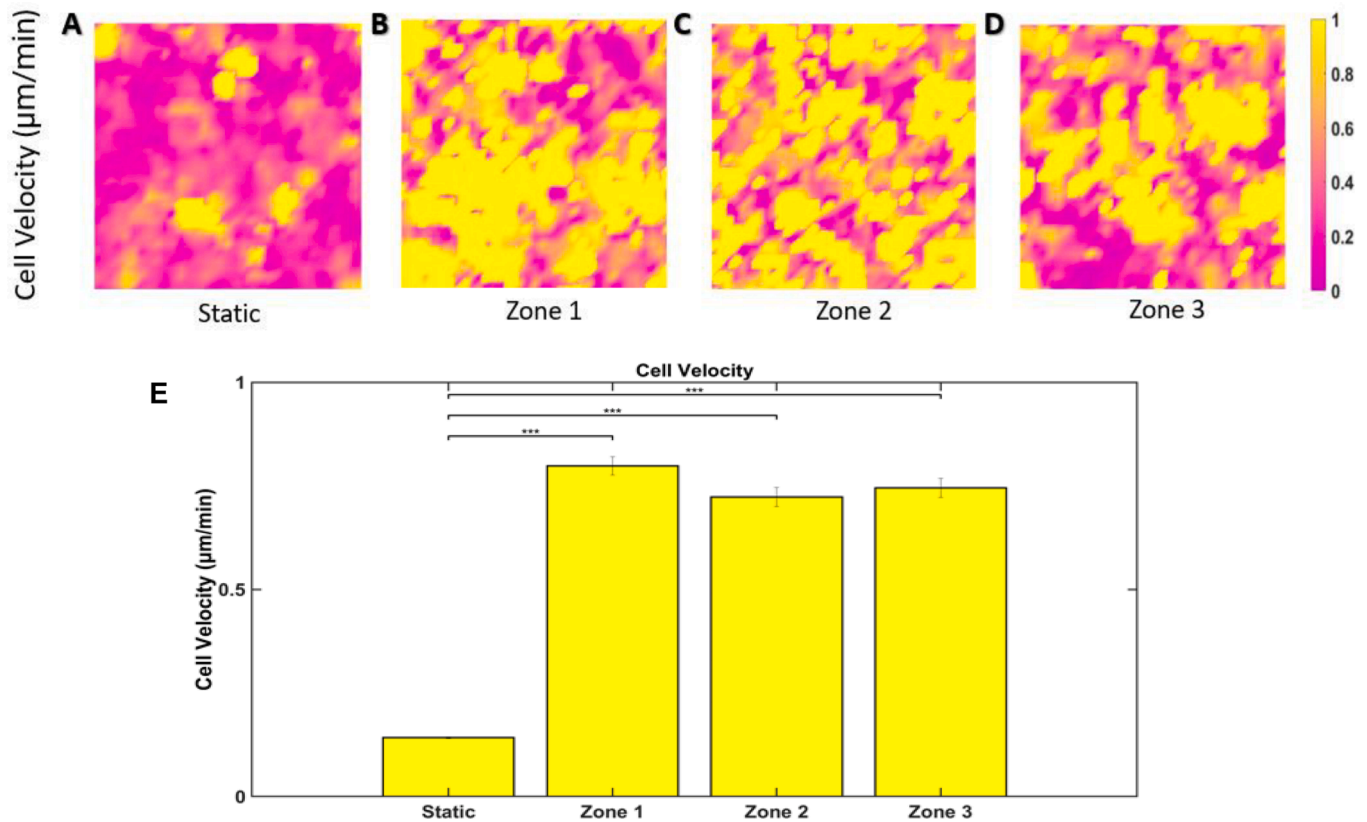 A
B
C
D
Cell Velocity (μm/min)
1
0.8
0.6
0.4
0.2
0
Static
Zone 1
Zone 2
Zone 3
E
Cell Velocity
Cell Velocity (μm/min)
1
0.5
0
***
***
***
Static
Zone 1
Zone 2
Zone 3